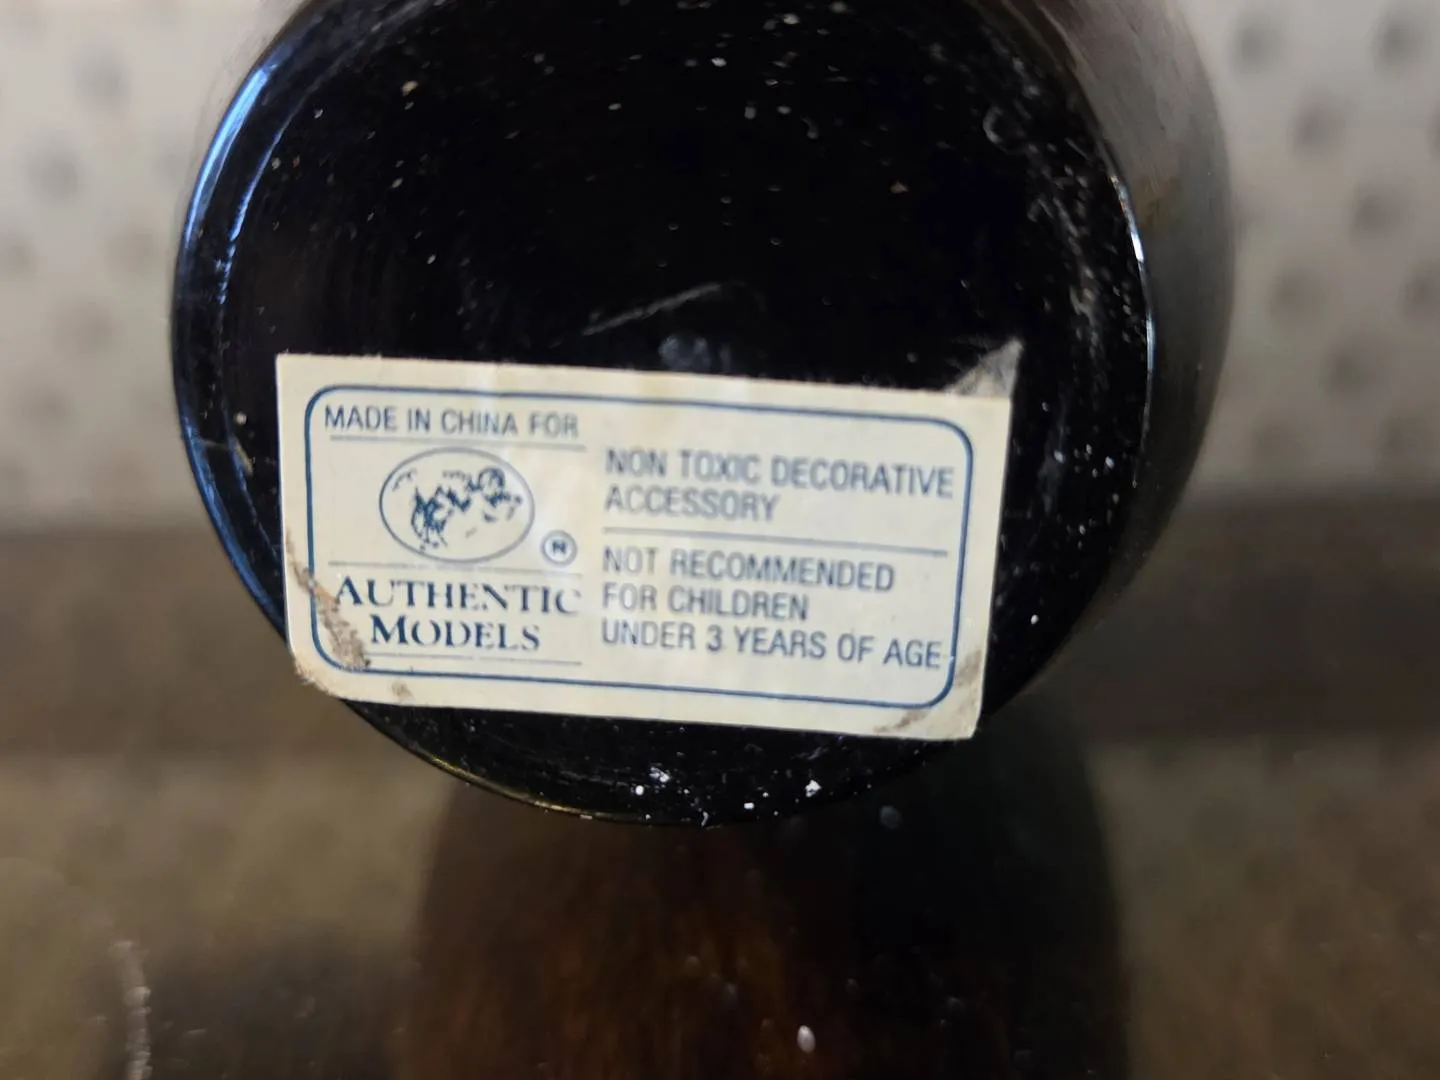 MADE IN CHINA FOR
®
AUTHENTIC
MODELS
NON TOXIC DECORATIVE
ACCESSORY
NOT RECOMMENDED
FOR CHILDREN
UNDER 3 YEARS OF AGE